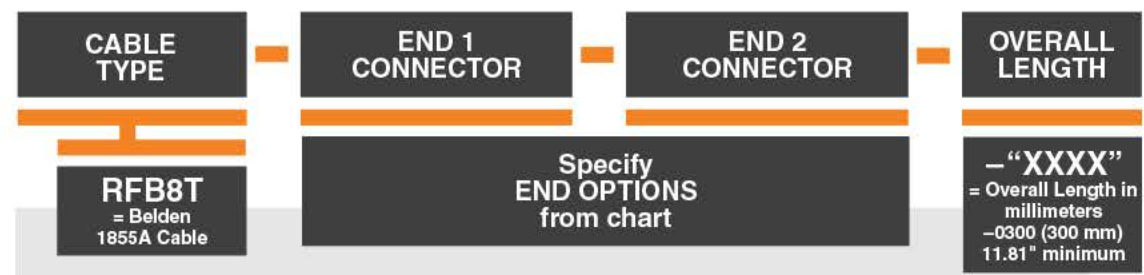 CABLE
TYPE
END 1
CONNECTOR
END 2
CONNECTOR
OVERALL
LENGTH
RFB8T
= Belden
1855A Cable
Specify
END OPTIONS
from chart
–“XXXX”
= Overall Length in
millimeters
–0300 (300 mm)
11.81" minimum